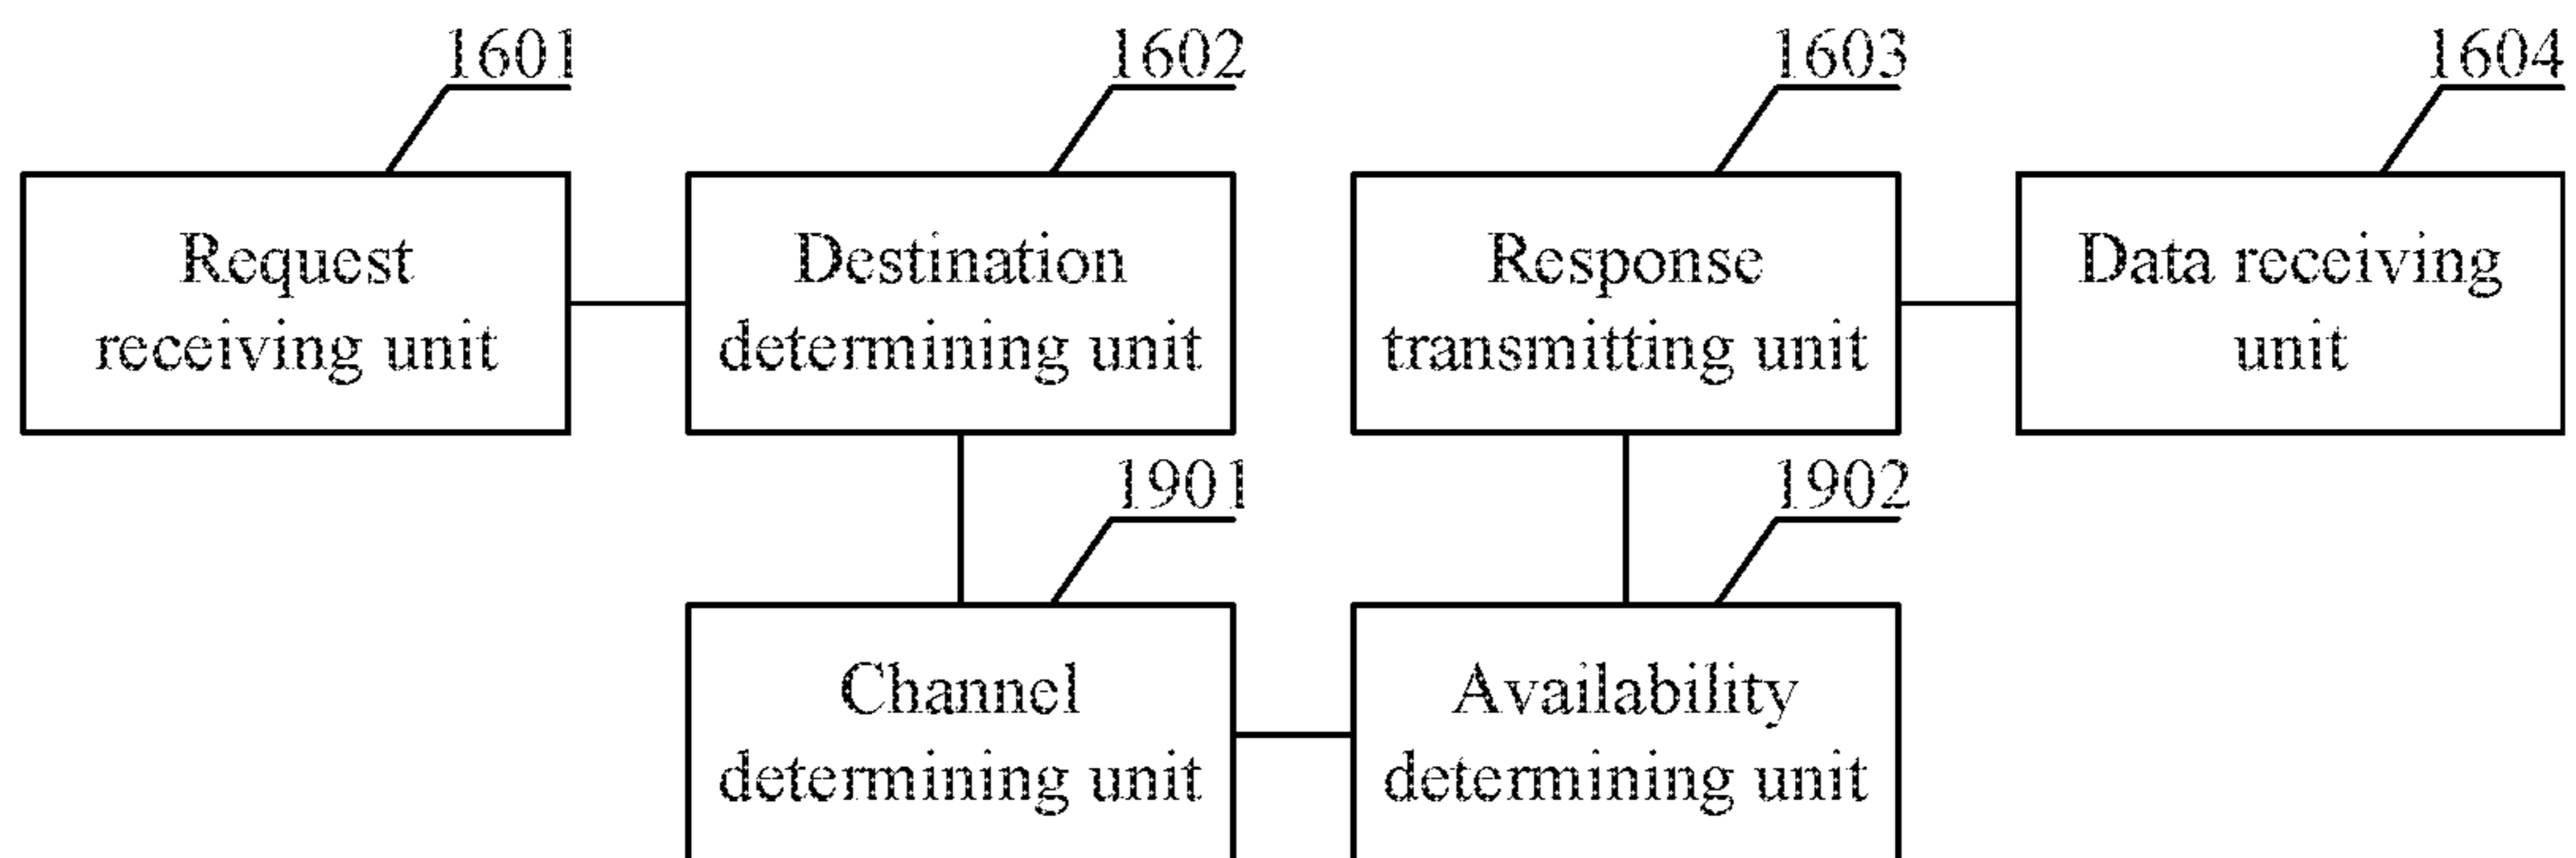 1601
1602
1603
1604
Request
receiving unit
Destination
determining unit
Response
transmitting unit
Data receiving
unit
1901
1902
Channel
determining unit
Availability
determining unit